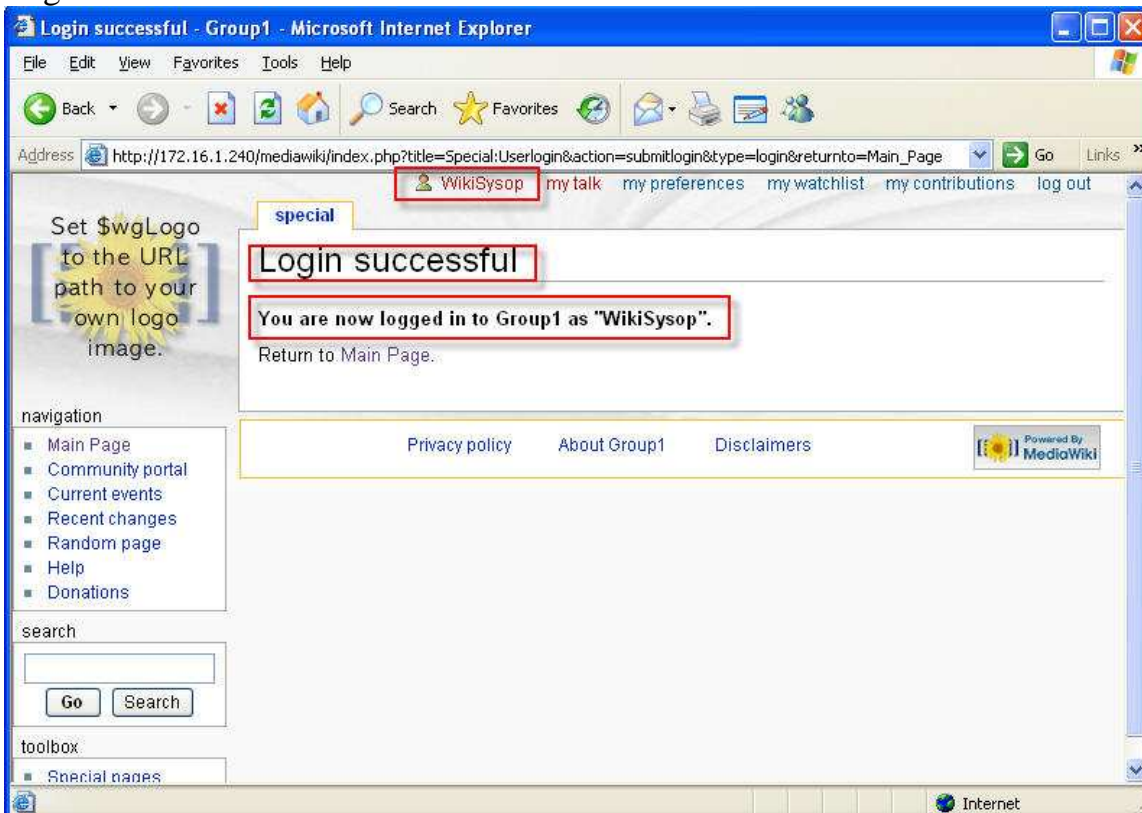 Login successful - Group1 - Microsoft Internet Explorer
File Edit View Favorites Tools Help
Back Search Favorites
Address http://172.16.1.240/mediawiki/index.php?title=Special:Userlogin&action=submitlogin&type=login&returnto=Main_Page Go Links »
WikiSysop my talk my preferences my watchlist my contributions log out
special
Set $wgLogo
to the URL
path to your
own logo
image.
Login successful
You are now logged in to Group1 as "WikiSysop".
Return to Main Page.
Privacy policy About Group1 Disclaimers
Powered By
MediaWiki
navigation
Main Page
Community portal
Current events
Recent changes
Random page
Help
Donations
search
Go Search
toolbox
Special pages
Internet